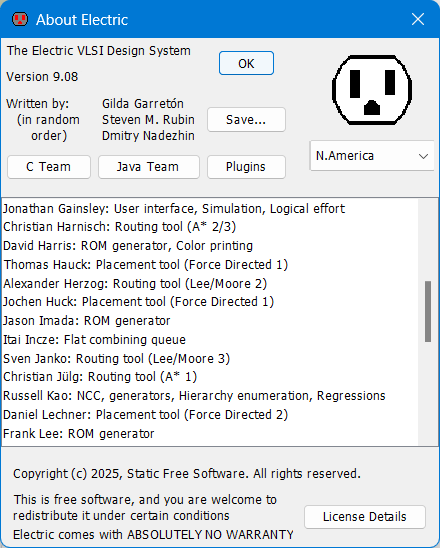 About Electric
The Electric VLSI Design System
OK
Version 9.08
Written by:
(in random
order)
Gilda Garretón
Steven M. Rubin
Dmitry Nadezhin
Save...
N.America
C Team
Java Team
Plugins
Jonathan Gainsley: User interface, Simulation, Logical effort
Christian Harnisch: Routing tool (A* 2/3)
David Harris: ROM generator, Color printing
Thomas Hauck: Placement tool (Force Directed 1)
Alexander Herzog: Routing tool (Lee/Moore 2)
Jochen Huck: Placement tool (Force Directed 1)
Jason Imada: ROM generator
Itai Incze: Flat combining queue
Sven Janko: Routing tool (Lee/Moore 3)
Christian Jülg: Routing tool (A* 1)
Russell Kao: NCC, generators, Hierarchy enumeration, Regressions
Daniel Lechner: Placement tool (Force Directed 2)
Frank Lee: ROM generator
Copyright (c) 2025, Static Free Software. All rights reserved.
This is free software, and you are welcome to
redistribute it under certain conditions
Electric comes with ABSOLUTELY NO WARRANTY
License Details